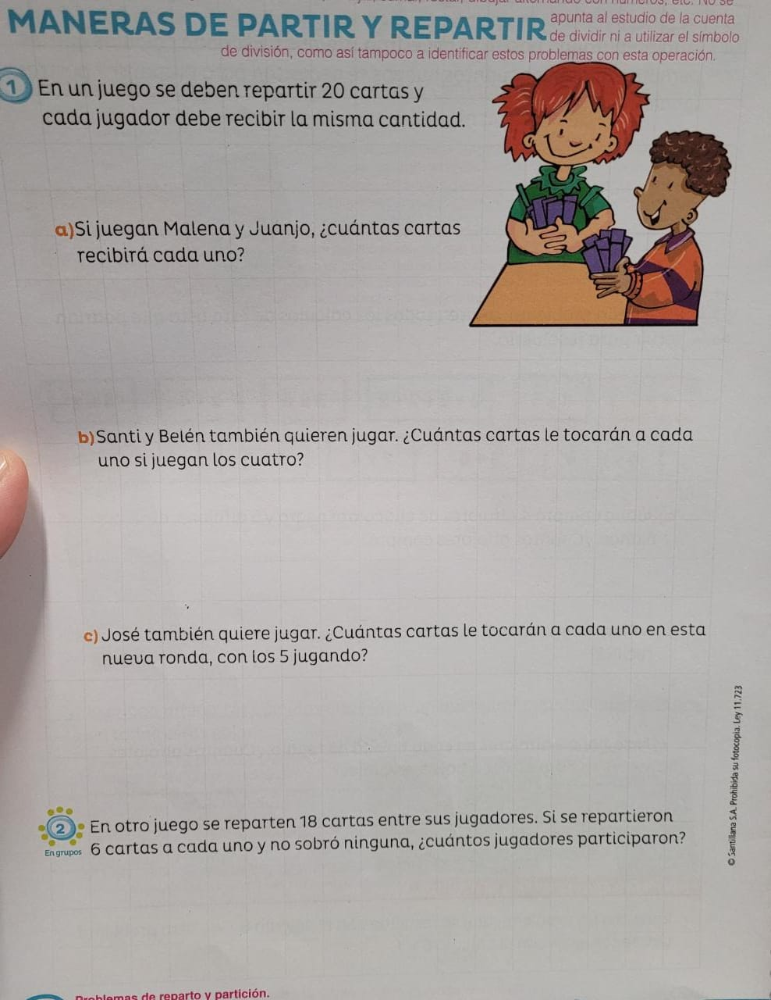 MANERAS DE PARTIR Y REPARTIR
apunta al estudio de la cuenta
de dividir ni a utilizar el símbolo
de división, como así tampoco a identificar estos problemas con esta operación.
1 En un juego se deben repartir 20 cartas y
cada jugador debe recibir la misma cantidad.
a) Si juegan Malena y Juanjo, ¿cuántas cartas
recibirá cada uno?
b) Santi y Belén también quieren jugar. ¿Cuántas cartas le tocarán a cada
uno si juegan los cuatro?
c) José también quiere jugar. ¿Cuántas cartas le tocarán a cada uno en esta
nueva ronda, con los 5 jugando?
2 En otro juego se reparten 18 cartas entre sus jugadores. Si se repartieron
En grupos 6 cartas a cada uno y no sobró ninguna, ¿cuántos jugadores participaron?
© Santillana S.A. Prohibida su fotocopia. Ley 11.723
Problemas de reparto y partición.